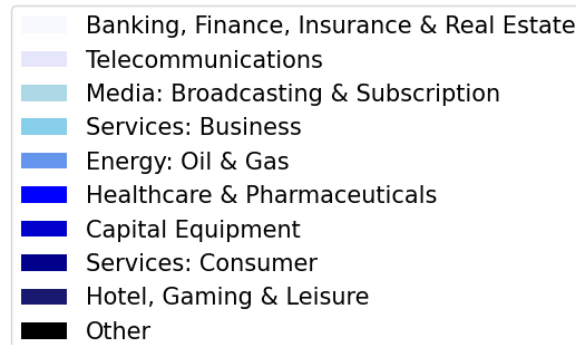 Banking, Finance, Insurance & Real Estate
Telecommunications
Media: Broadcasting & Subscription
Services: Business
Energy: Oil & Gas
Healthcare & Pharmaceuticals
Capital Equipment
Services: Consumer
Hotel, Gaming & Leisure
Other